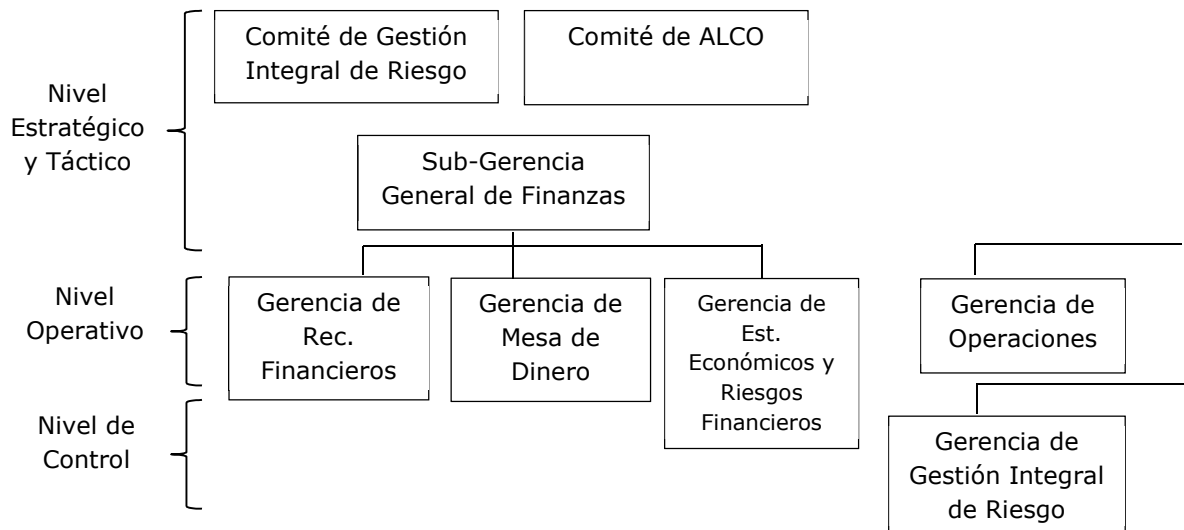 Comité de Gestión
Integral de Riesgo
Comité de ALCO
Nivel
Estratégico
y Táctico
Sub-Gerencia
General de Finanzas
Nivel
Operativo
Gerencia de
Rec.
Financieros
Gerencia de
Mesa de
Dinero
Gerencia de
Est.
Económicos y
Riesgos
Financieros
Gerencia de
Operaciones
Nivel de
Control
Gerencia de
Gestión Integral
de Riesgo